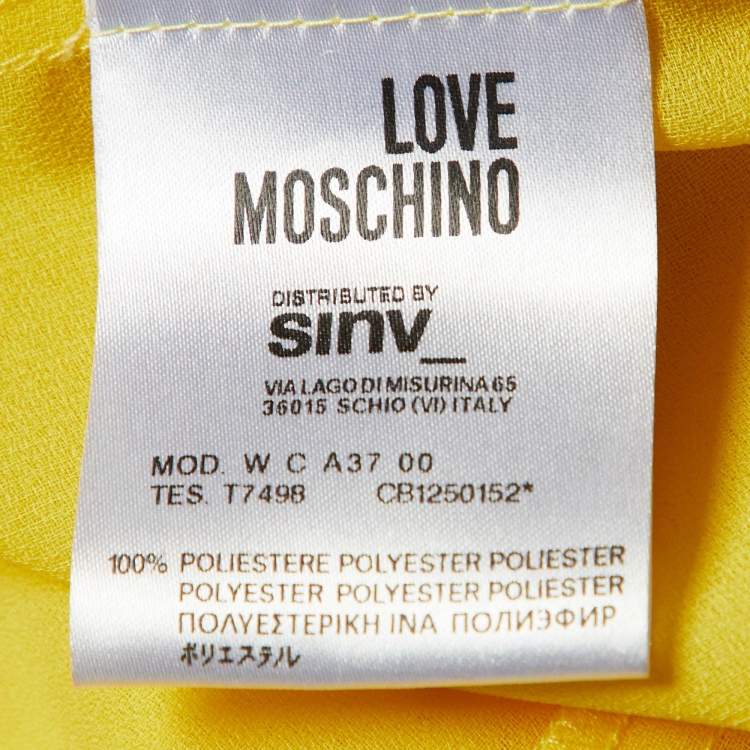 LOVE
MOSCHINO
DISTRIBUTED BY
sinv_
VIA LAGO DI MISURINA 65
36015 SCHIO (VI) ITALY
MOD. W C A37 00
TES. T7498 CB1250152*
100% POLIESTERE POLYESTER POLIESTER
POLYESTER POLYESTER POLYESTER
ΠΟΛΥΕΣΤΕΡΙΚΗ ΙΝΑ ПОЛИЭФИР
ポリエステル